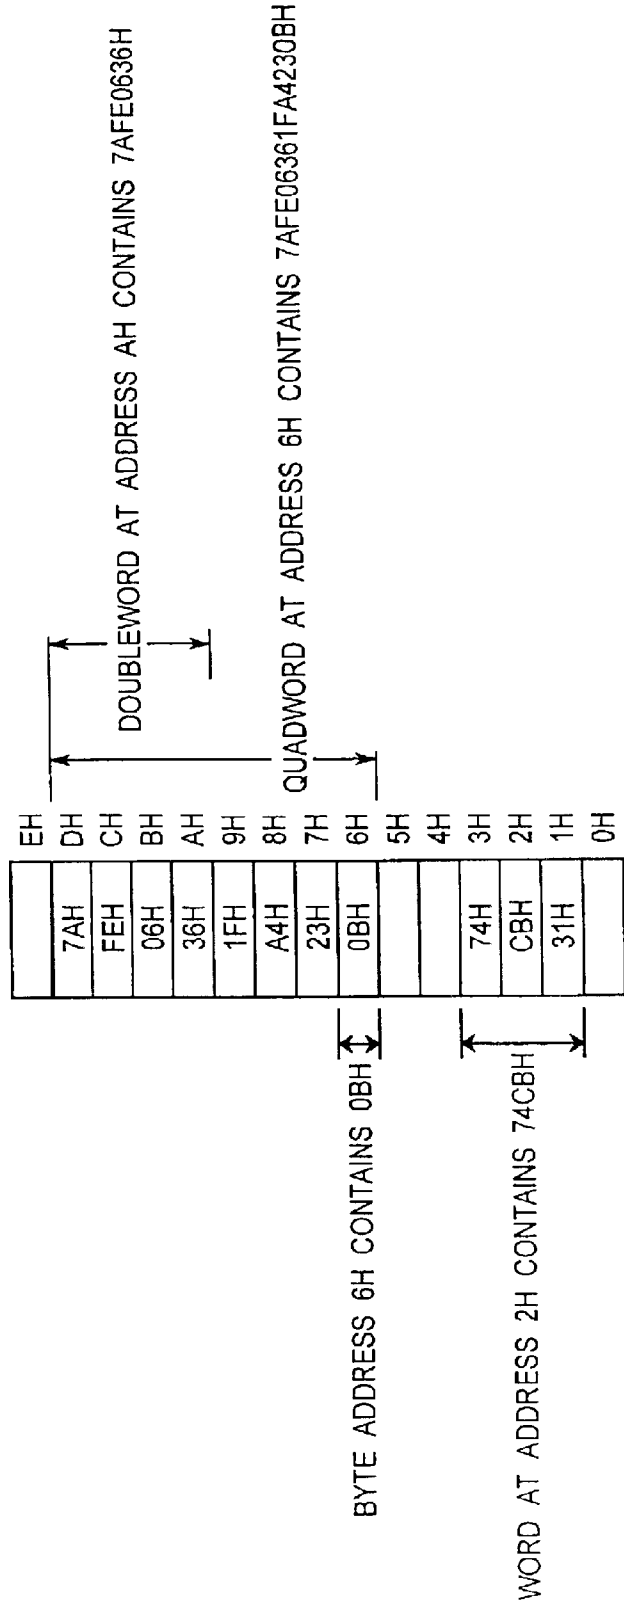 DOUBLEWORD AT ADDRESS AH CONTAINS 7AFE0636H
QUADWORD AT ADDRESS 6H CONTAINS 7AFE06361FA4230BH
EH
7AH DH
FEH CH
06H BH
36H AH
1FH 9H
A4H 8H
23H 7H
0BH 6H
5H
4H
74H 3H
CBH 2H
31H 1H
0H
BYTE ADDRESS 6H CONTAINS 0BH
WORD AT ADDRESS 2H CONTAINS 74CBH